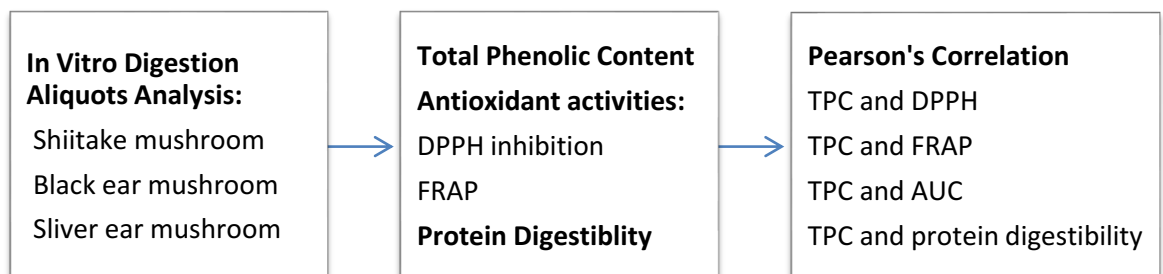 In Vitro Digestion
Aliquots Analysis:
Shiitake mushroom
Black ear mushroom
Sliver ear mushroom
Total Phenolic Content
Antioxidant activities:
DPPH inhibition
FRAP
Protein Digestiblity
Pearson's Correlation
TPC and DPPH
TPC and FRAP
TPC and AUC
TPC and protein digestibility